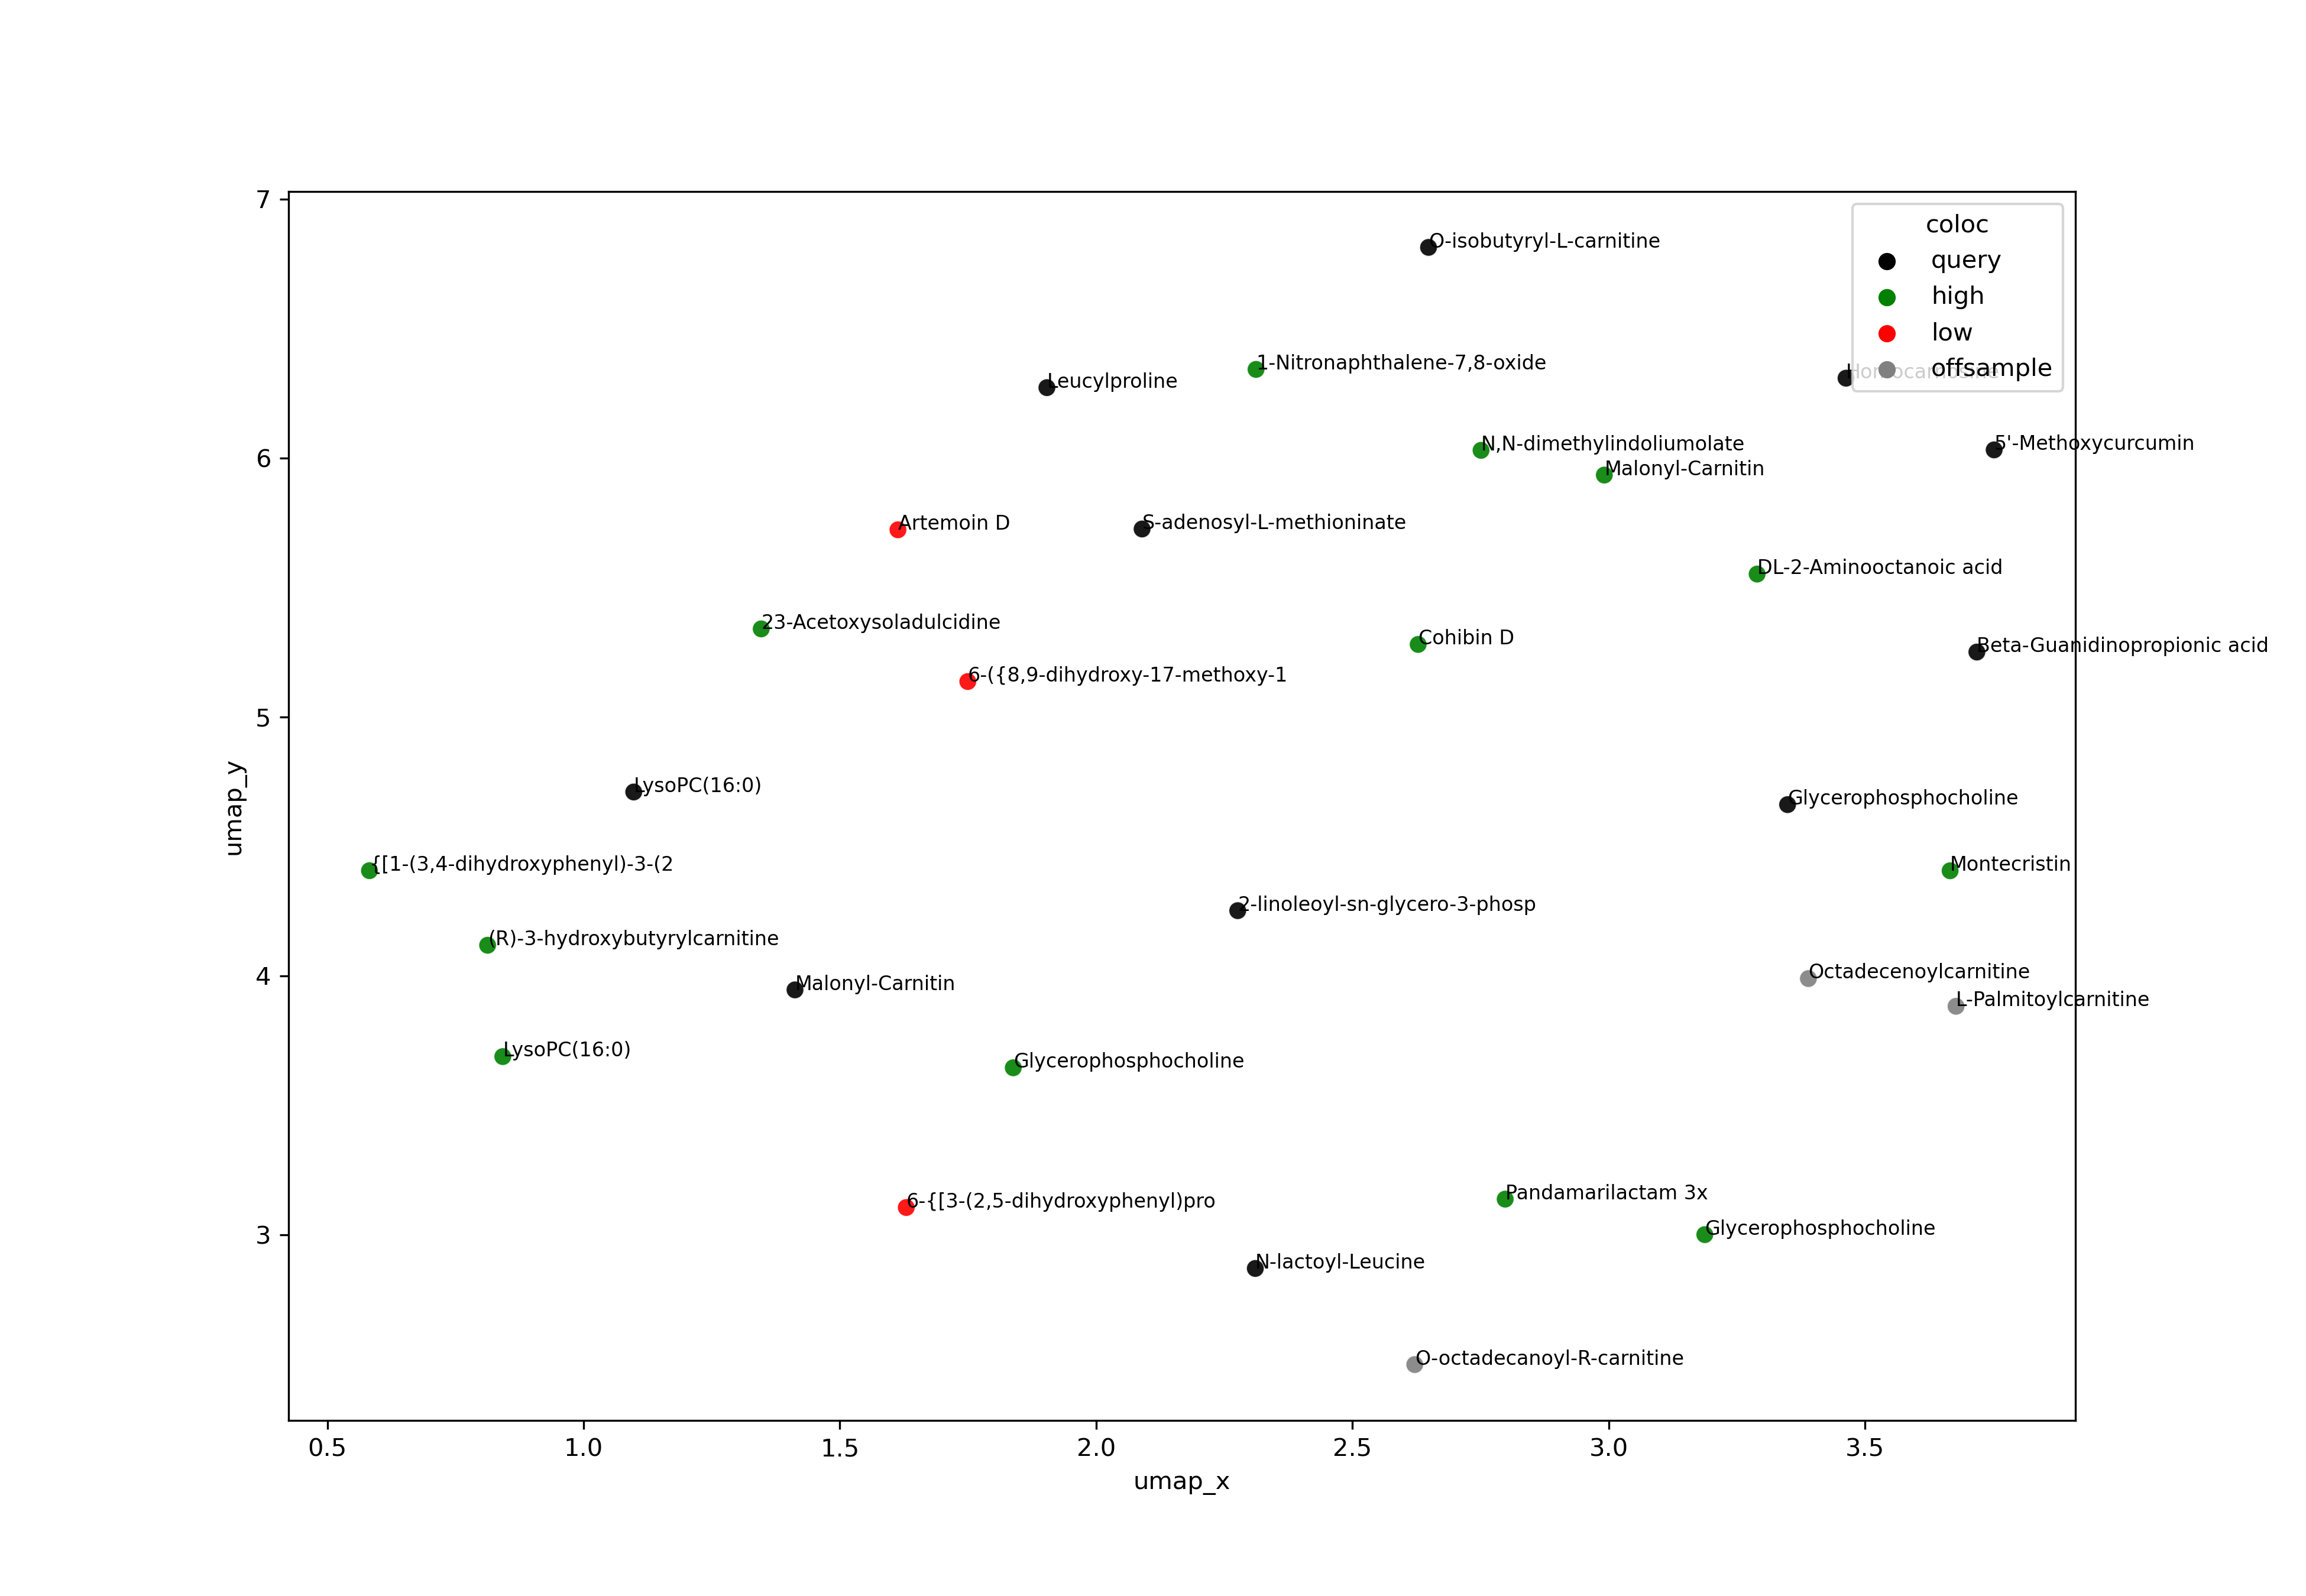 7
O-isobutyryl-L-carnitine
coloc
query
high
low
offsample
1-Nitronaphthalene-7,8-oxide
Leucylproline
Homocarnosine
6
N,N-dimethylindoliumolate
5'-Methoxycurcumin
Malonyl-Carnitin
Artemoin D
S-adenosyl-L-methioninate
DL-2-Aminooctanoic acid
23-Acetoxysoladulcidine
Cohibin D
Beta-Guanidinopropionic acid
6-({8,9-dihydroxy-17-methoxy-1
5
LysoPC(16:0)
Glycerophosphocholine
umap_y
{[1-(3,4-dihydroxyphenyl)-3-(2
Montecristin
2-linoleoyl-sn-glycero-3-phosp
(R)-3-hydroxybutyrylcarnitine
4
Malonyl-Carnitin
Octadecenoylcarnitine
L-Palmitoylcarnitine
LysoPC(16:0)
Glycerophosphocholine
6-{[3-(2,5-dihydroxyphenyl)pro
Pandamarilactam 3x
3
Glycerophosphocholine
N-lactoyl-Leucine
O-octadecanoyl-R-carnitine
0.5 1.0 1.5 2.0 2.5 3.0 3.5
umap_x